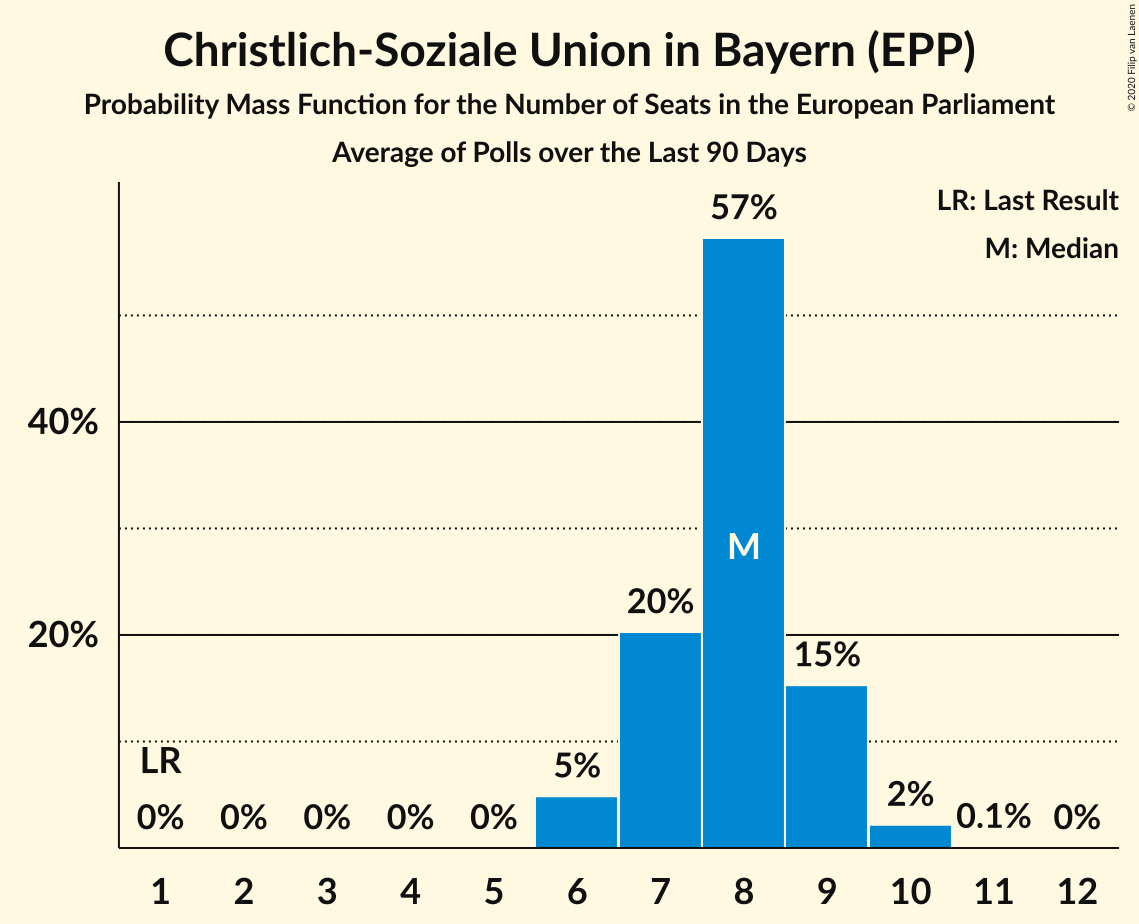 Christlich-Soziale Union in Bayern (EPP)
Probability Mass Function for the Number of Seats in the European Parliament
Average of Polls over the Last 90 Days
© 2020 Filip van Laenen
LR: Last Result
M: Median
57%
40%
M
20%
20%
15%
LR
5%
2%
0% 0% 0% 0% 0% 0.1% 0%
1 2 3 4 5 6 7 8 9 10 11 12